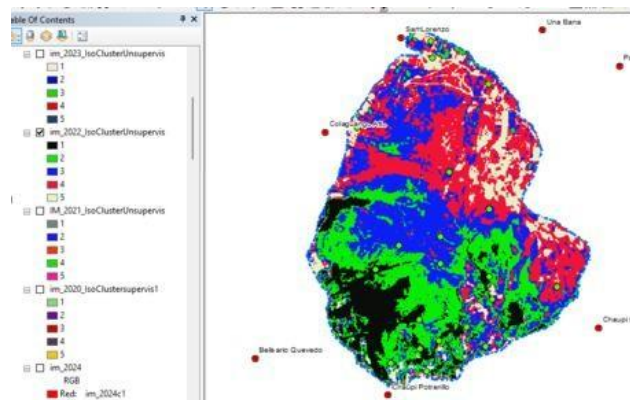 Table Of Contents
im_2023_IsoClusterUnsupervis
1
2
3
4
5
im_2022_IsoClusterUnsupervis
1
2
3
4
5
IM_2021_IsoClusterUnsupervis
1
2
3
4
5
im_2020_IsoClustersupervis1
1
2
3
4
5
im_2024
RGB
Red: im_2024c1
Una Bana
San Lorenzo
Chaupi
Belisario Quevedo
Chaupi Potrerillo